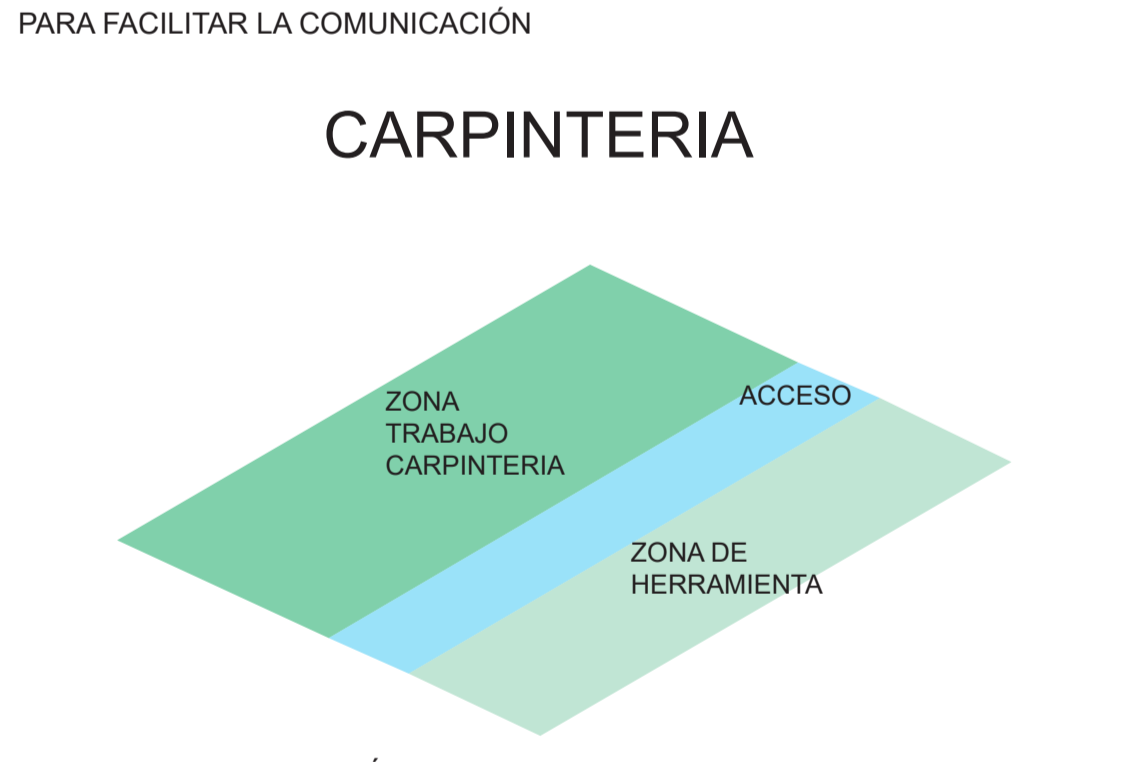 PARA FACILITAR LA COMUNICACIÓN
CARPINTERIA
ACCESO
ZONA
TRABAJO
CARPINTERIA
ZONA DE
HERRAMIENTA